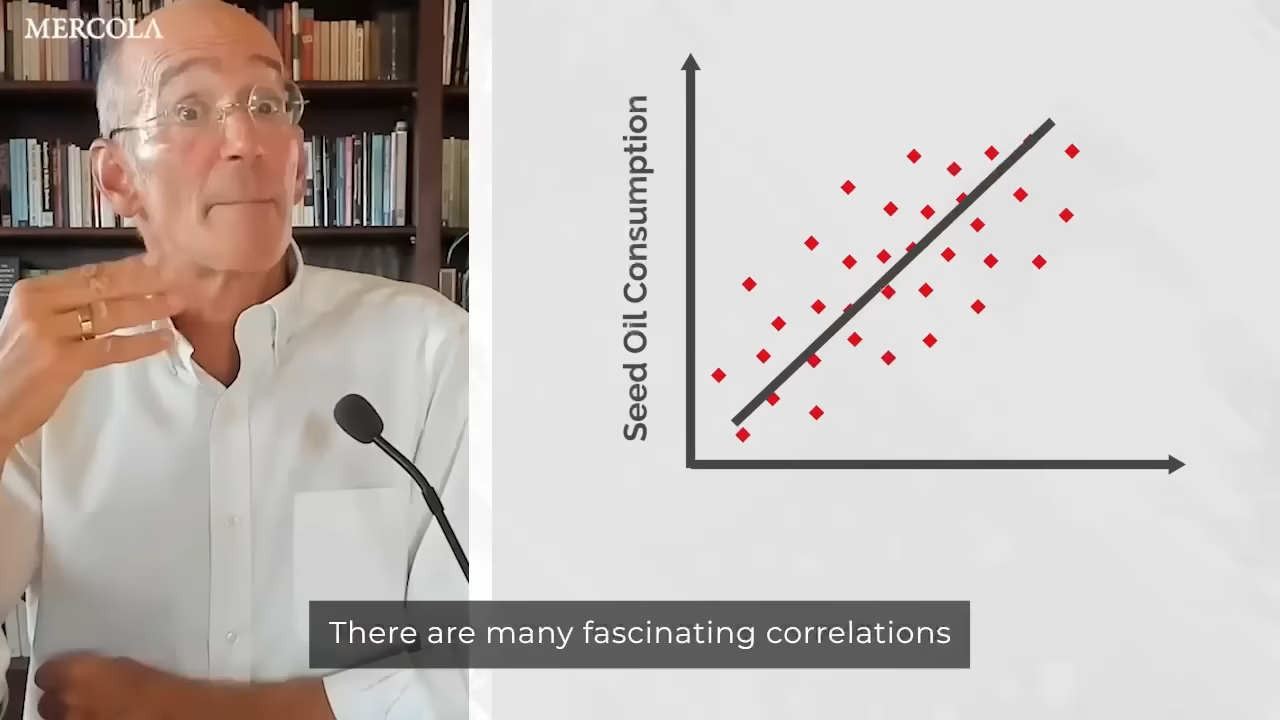 MERCOLA
Seed Oil Consumption
There are many fascinating correlations